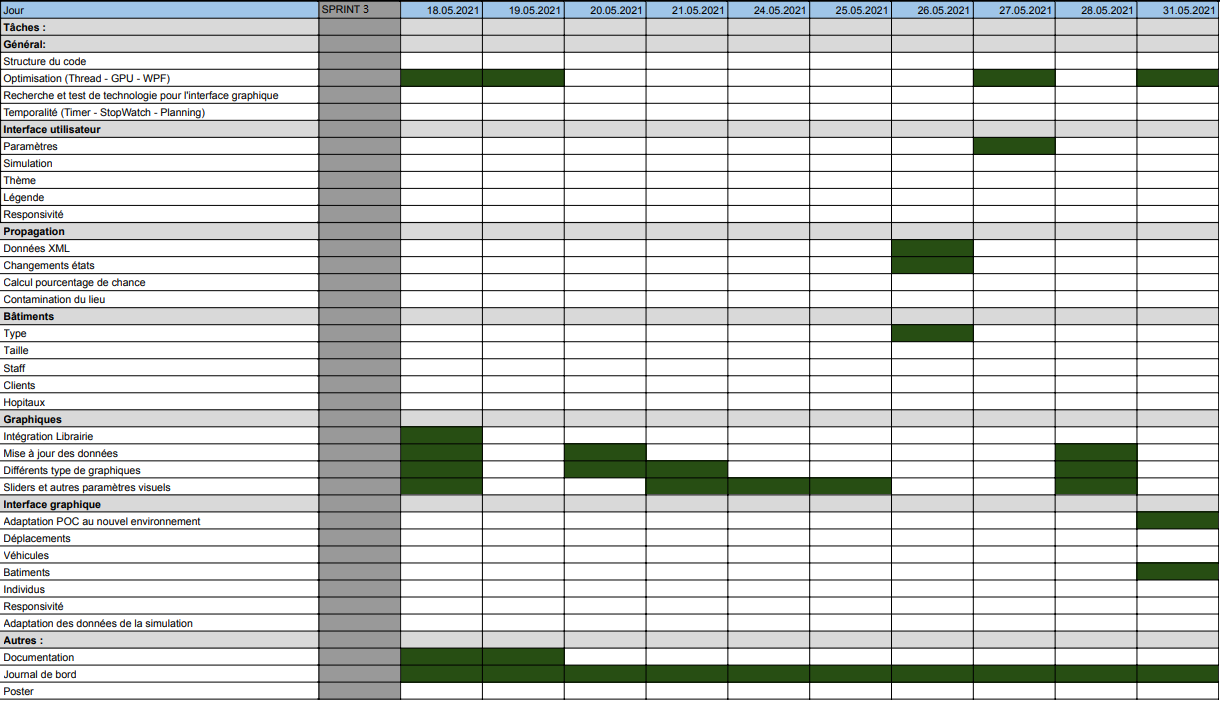 Jour SPRINT 3 18.05.2021 19.05.2021 20.05.2021 21.05.2021 24.05.2021 25.05.2021 26.05.2021 27.05.2021 28.05.2021 31.05.2021
Tâches :
Général:
Structure du code
Optimisation (Thread - GPU - WPF)
Recherche et test de technologie pour l'interface graphique
Temporalité (Timer - StopWatch - Planning)
Interface utilisateur
Paramètres
Simulation
Thème
Légende
Responsivité
Propagation
Données XML
Changements états
Calcul pourcentage de chance
Contamination du lieu
Bâtiments
Type
Taille
Staff
Clients
Hopitaux
Graphiques
Intégration Librairie
Mise à jour des données
Différents type de graphiques
Sliders et autres paramètres visuels
Interface graphique
Adaptation POC au nouvel environnement
Déplacements
Véhicules
Batiments
Individus
Responsivité
Adaptation des données de la simulation
Autres :
Documentation
Journal de bord
Poster